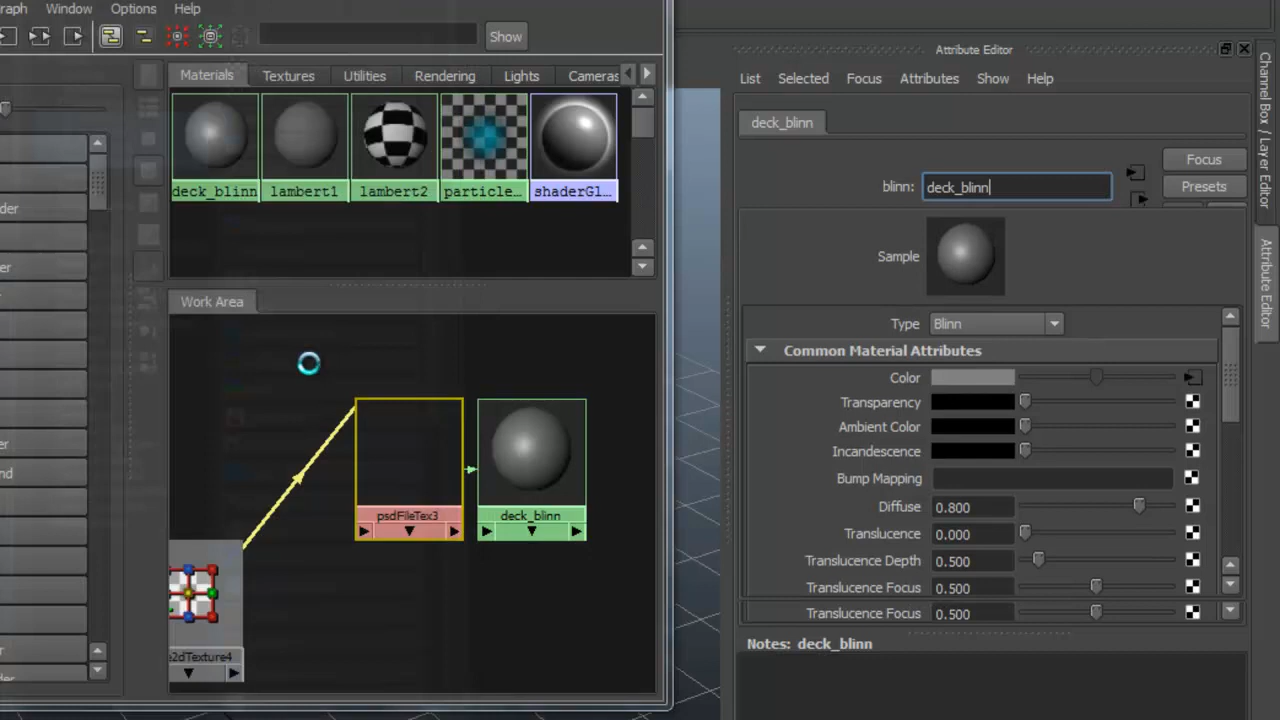 raph Window Options Help
Show
Materials Textures Utilities Rendering Lights Cameras
deck_blinn lambert1 lambert2 particle... shaderGl...
der
er
er
nd
Work Area
psdFileTex3 deck_blinn
e2dTexture4
Attribute Editor
List Selected Focus Attributes Show Help
deck_blinn
Focus
blinn: deck_blinn
Presets
Sample
Type Blinn
Common Material Attributes
Color
Transparency
Ambient Color
Incandescence
Bump Mapping
Diffuse 0.800
Translucence 0.000
Translucence Depth 0.500
Translucence Focus 0.500
Translucence Focus 0.500
Notes: deck_blinn
Channel Box / Layer Editor
Attribute Editor